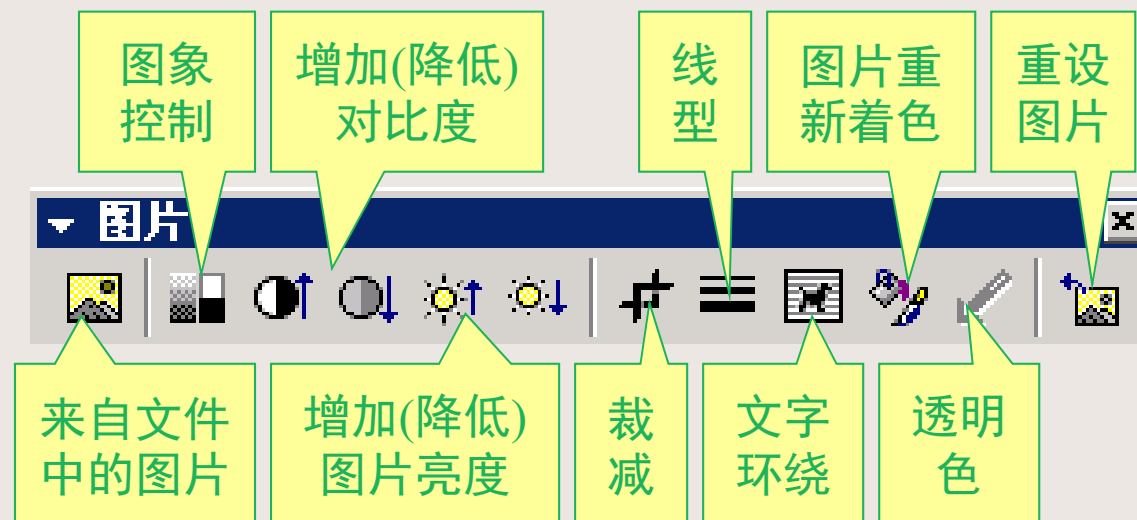 图象
控制
增加(降低)
对比度
线
型
图片重
新着色
重设
图片
图片
来自文件
中的图片
增加(降低)
图片亮度
裁
减
文字
环绕
透明
色